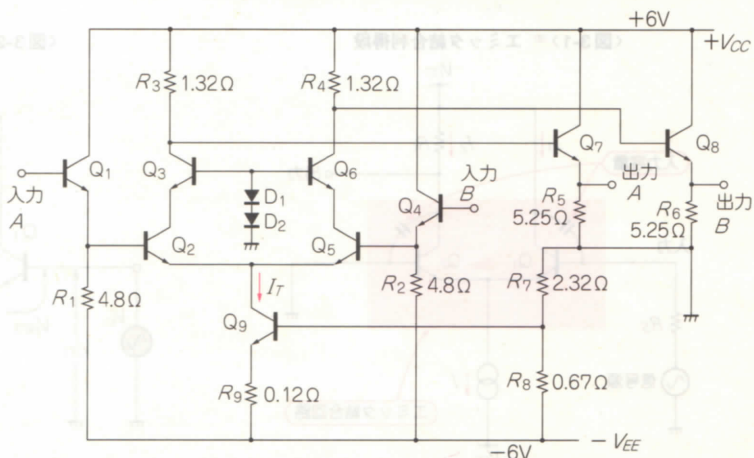 +6V
+VCC
R3 1.32Ω
R4 1.32Ω
Q1
Q3
Q6
Q7
Q8
入力
A
D1
D2
Q4
入力
B
出力
A
出力
B
R5
5.25Ω
R6
5.25Ω
Q2
Q5
R1 4.8Ω
IT
R2 4.8Ω
R7 2.32Ω
Q9
R9 0.12Ω
R8 0.67Ω
−6V
−VEE